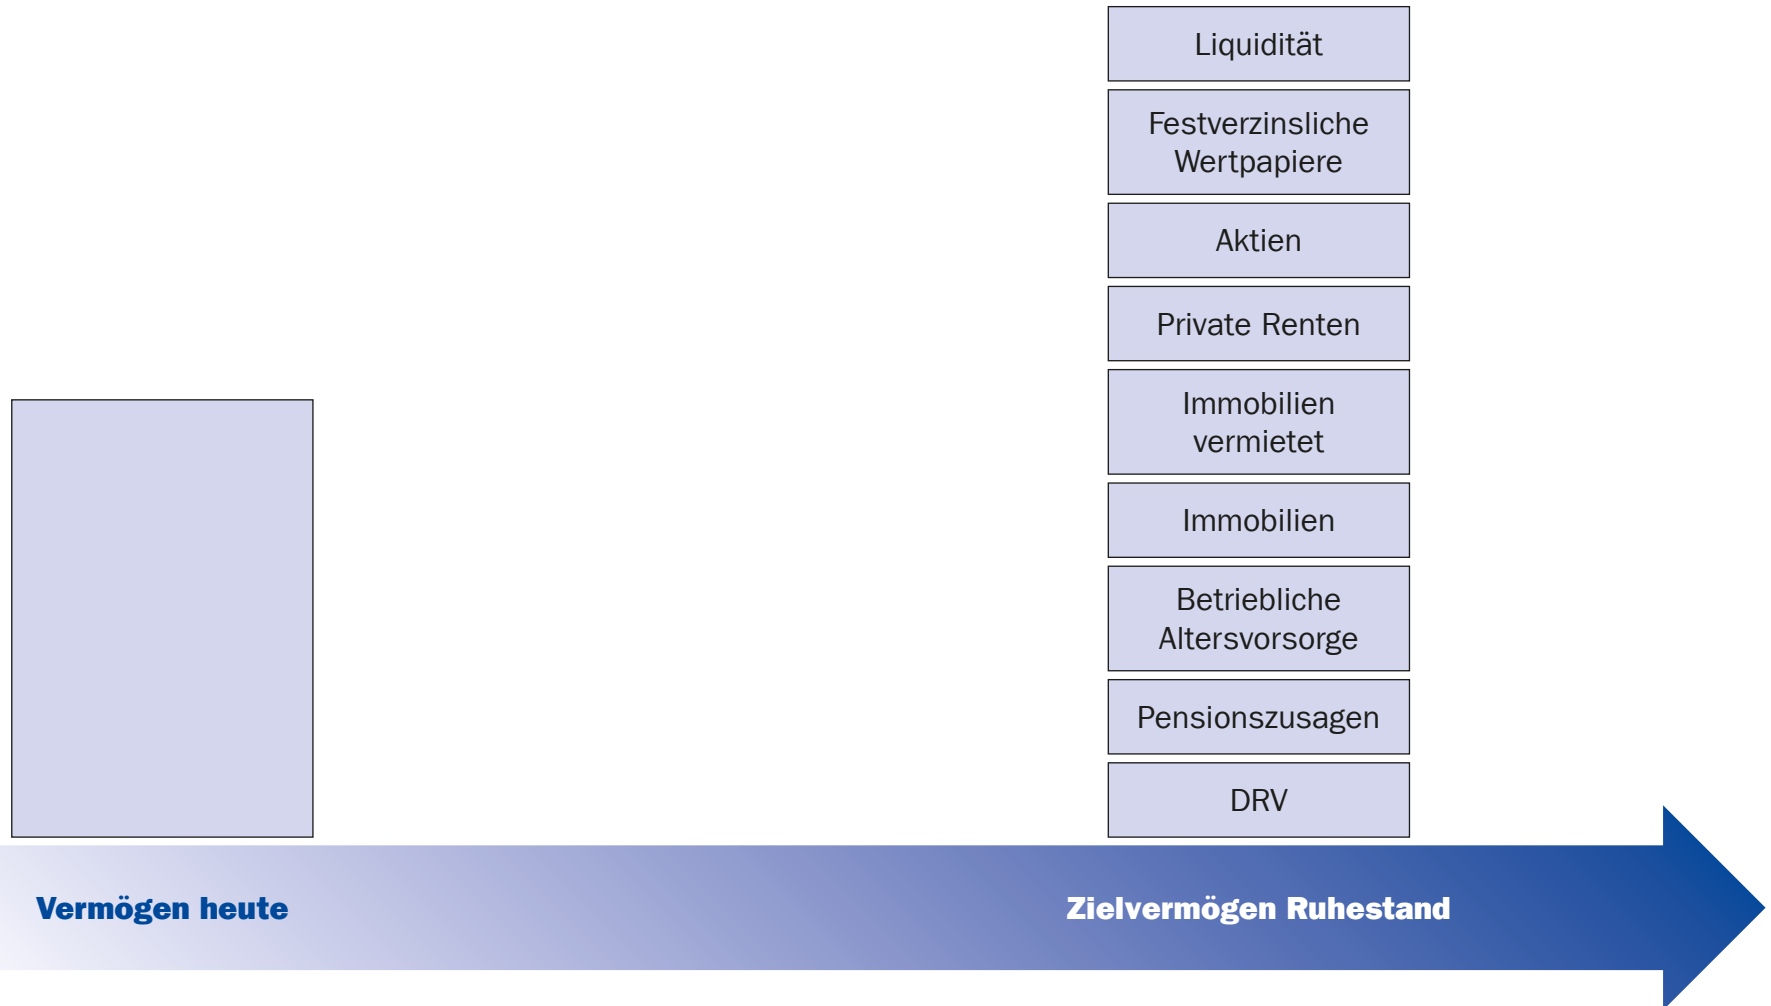 Liquidität
Festverzinsliche
Wertpapiere
Aktien
Private Renten
Immobilien
vermietet
Immobilien
Betriebliche
Altersvorsorge
Pensionszusagen
DRV
Vermögen heute
Zielvermögen Ruhestand